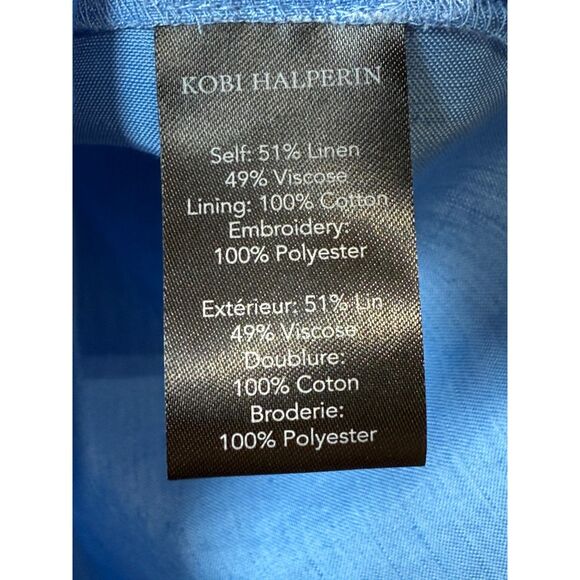 KOBI HALPERIN
Self: 51% Linen
49% Viscose
Lining: 100% Cotton
Embroidery:
100% Polyester
Extérieur: 51% Lin
49% Viscose
Doublure:
100% Coton
Broderie:
100% Polyester